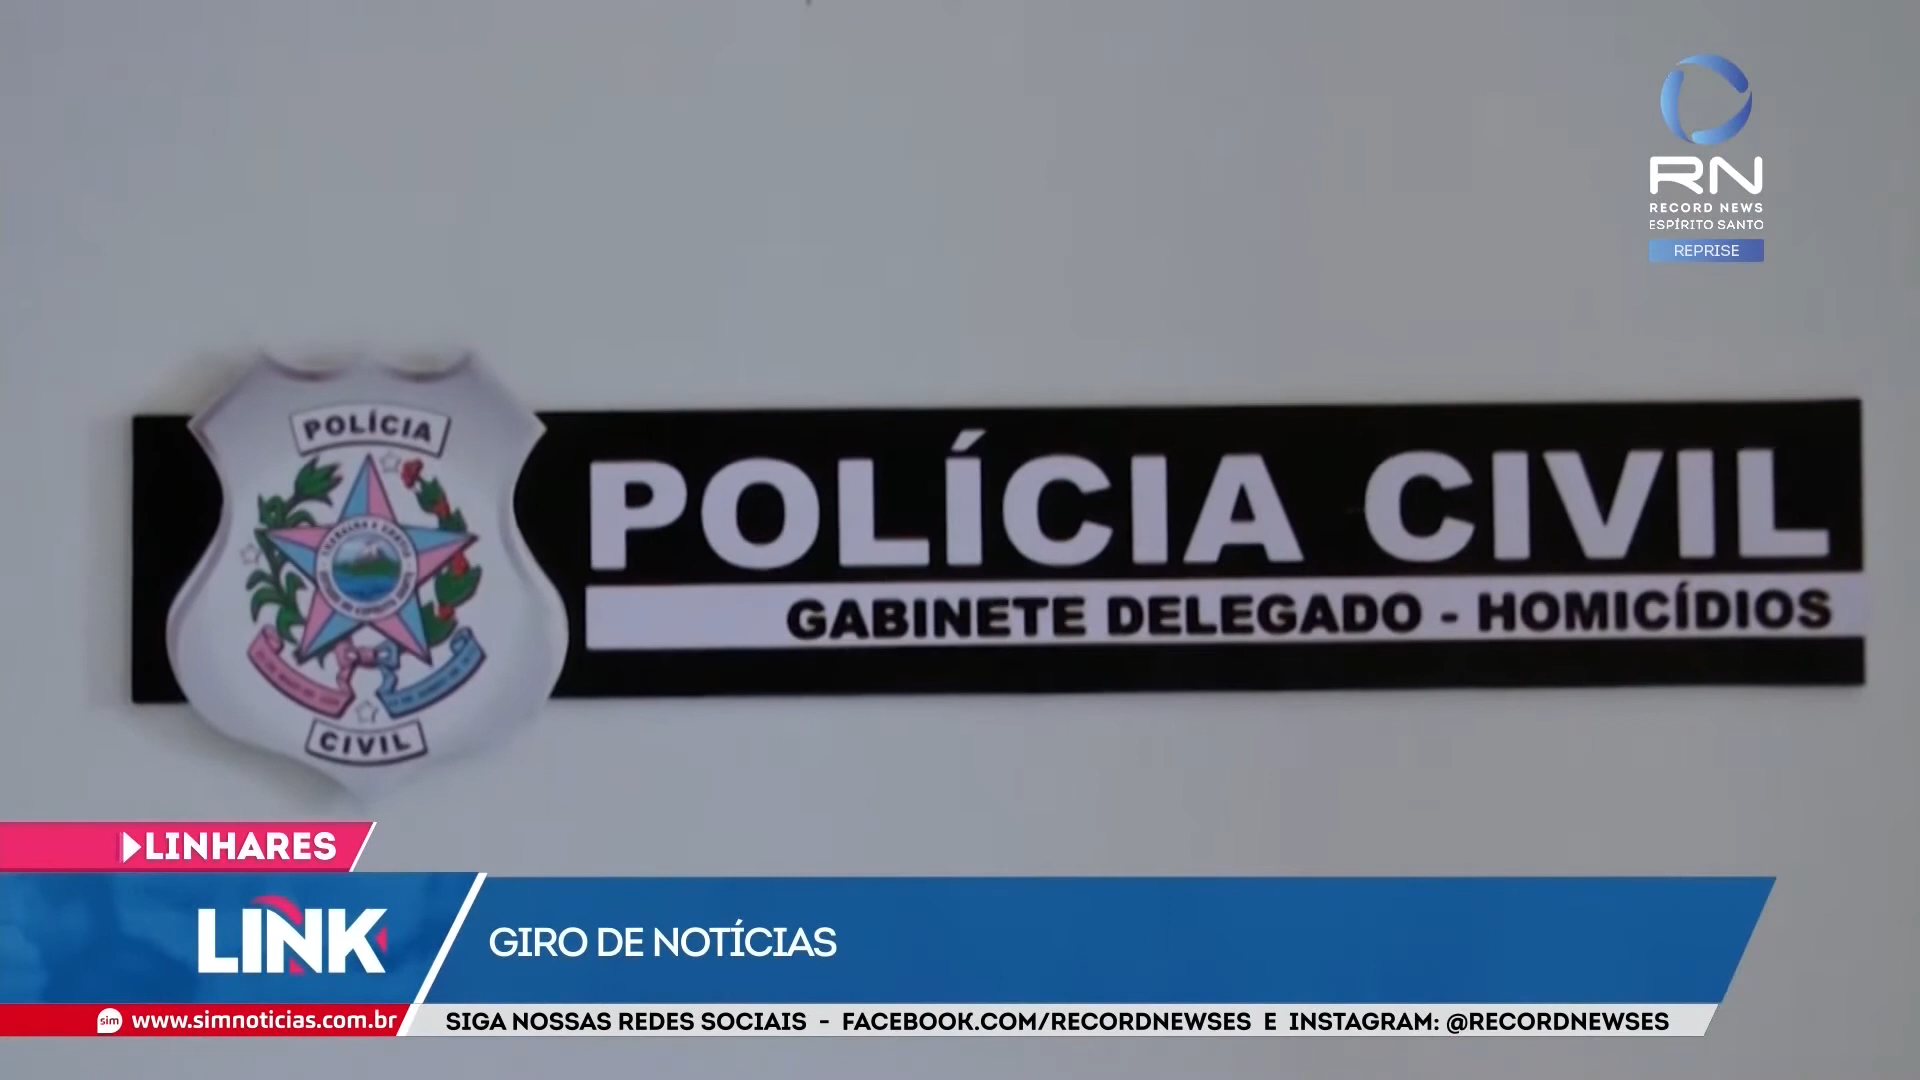 RN
RECORD NEWS
ESPÍRITO SANTO
REPRISE
POLÍCIA
CIVIL
POLÍCIA CIVIL
GABINETE DELEGADO - HOMICÍDIOS
LINHARES
LINK
GIRO DE NOTÍCIAS
sim www.simnoticias.com.br
SIGA NOSSAS REDES SOCIAIS - FACEBOOK.COM/RECORDNEWSES E INSTAGRAM: @RECORDNEWSES